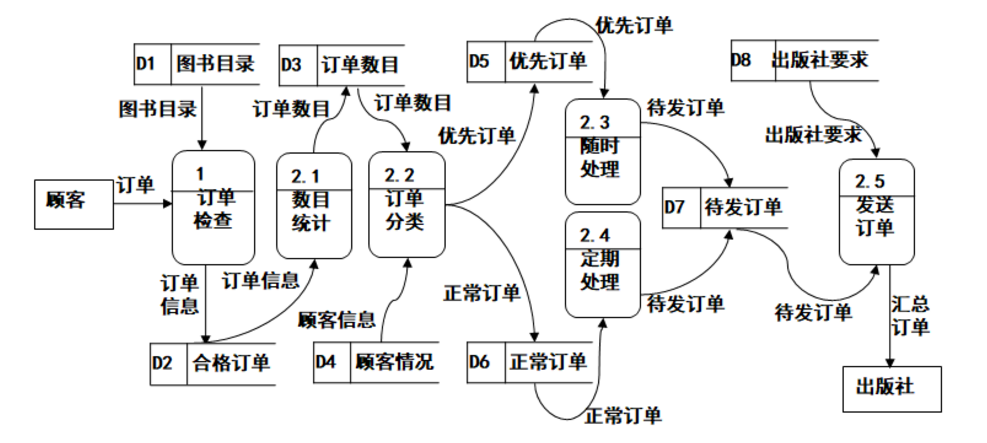 优先订单
D1 图书目录
D3 订单数目
D5 优先订单
D8 出版社要求
图书目录
订单数目
订单数目
优先订单
待发订单
出版社要求
2.3
随时
处理
顾客
订单
1
订单
检查
2.1
数目
统计
2.2
订单
分类
D7 待发订单
2.5
发送
订单
2.4
定期
处理
订单
信息
订单信息
顾客信息
正常订单
待发订单
待发订单
汇总
订单
D2 合格订单
D4 顾客情况
D6 正常订单
出版社
正常订单